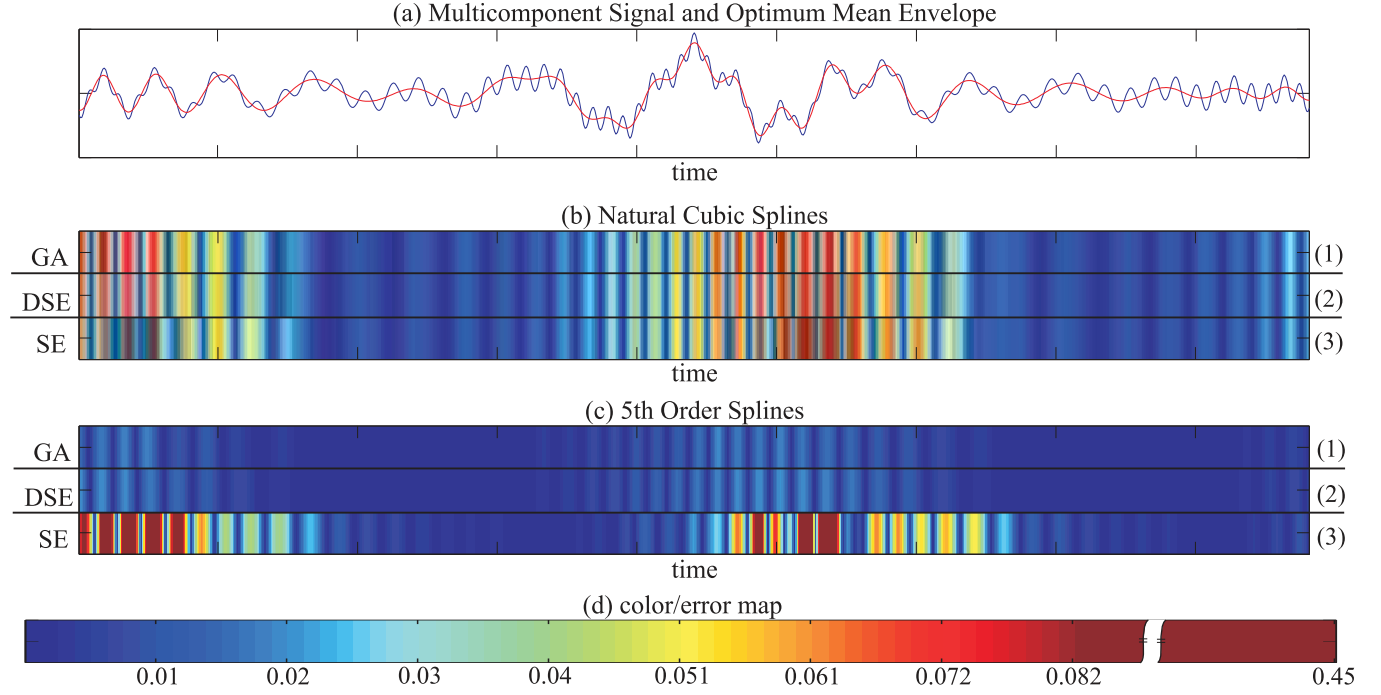 (a) Multicomponent Signal and Optimum Mean Envelope
time
(b) Natural Cubic Splines
GA (1)
DSE (2)
SE (3)
time
(c) 5th Order Splines
GA (1)
DSE (2)
SE (3)
time
(d) color/error map
0.01 0.02 0.03 0.04 0.051 0.061 0.072 0.082 0.45